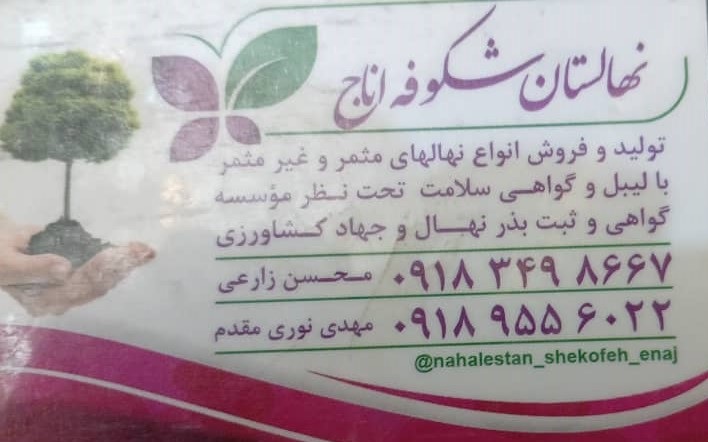 نهالستان شکوفه اناج
تولید و فروش انواع نهالهای مثمر و غیر مثمر
با لیبل و گواهی سلامت تحت نظر مؤسسه
گواهی و ثبت بذر نهال و جهاد کشاورزی
۰۹۱۸ ۳۴۹ ۸۶۶۷ محسن زارعی
۰۹۱۸ ۹۵۵ ۶۰۲۲ مهدی نوری مقدم
@nahalestan_shekofeh_enaj